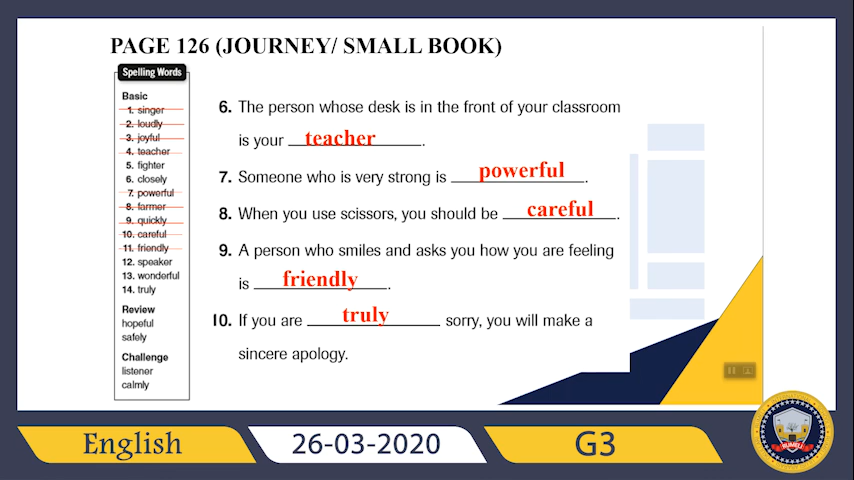 PAGE 126 (JOURNEY/ SMALL BOOK)
Spelling Words
Basic
1. singer
2. loudly
3. joyful
4. teacher
5. fighter
6. closely
7. powerful
8. farmer
9. quickly
10. careful
11. friendly
12. speaker
13. wonderful
14. truly
Review
hopeful
safely
Challenge
listener
calmly
6. The person whose desk is in the front of your classroom
is your teacher.
7. Someone who is very strong is powerful.
8. When you use scissors, you should be careful.
9. A person who smiles and asks you how you are feeling
is friendly.
10. If you are truly sorry, you will make a
sincere apology.
English
26-03-2020
G3